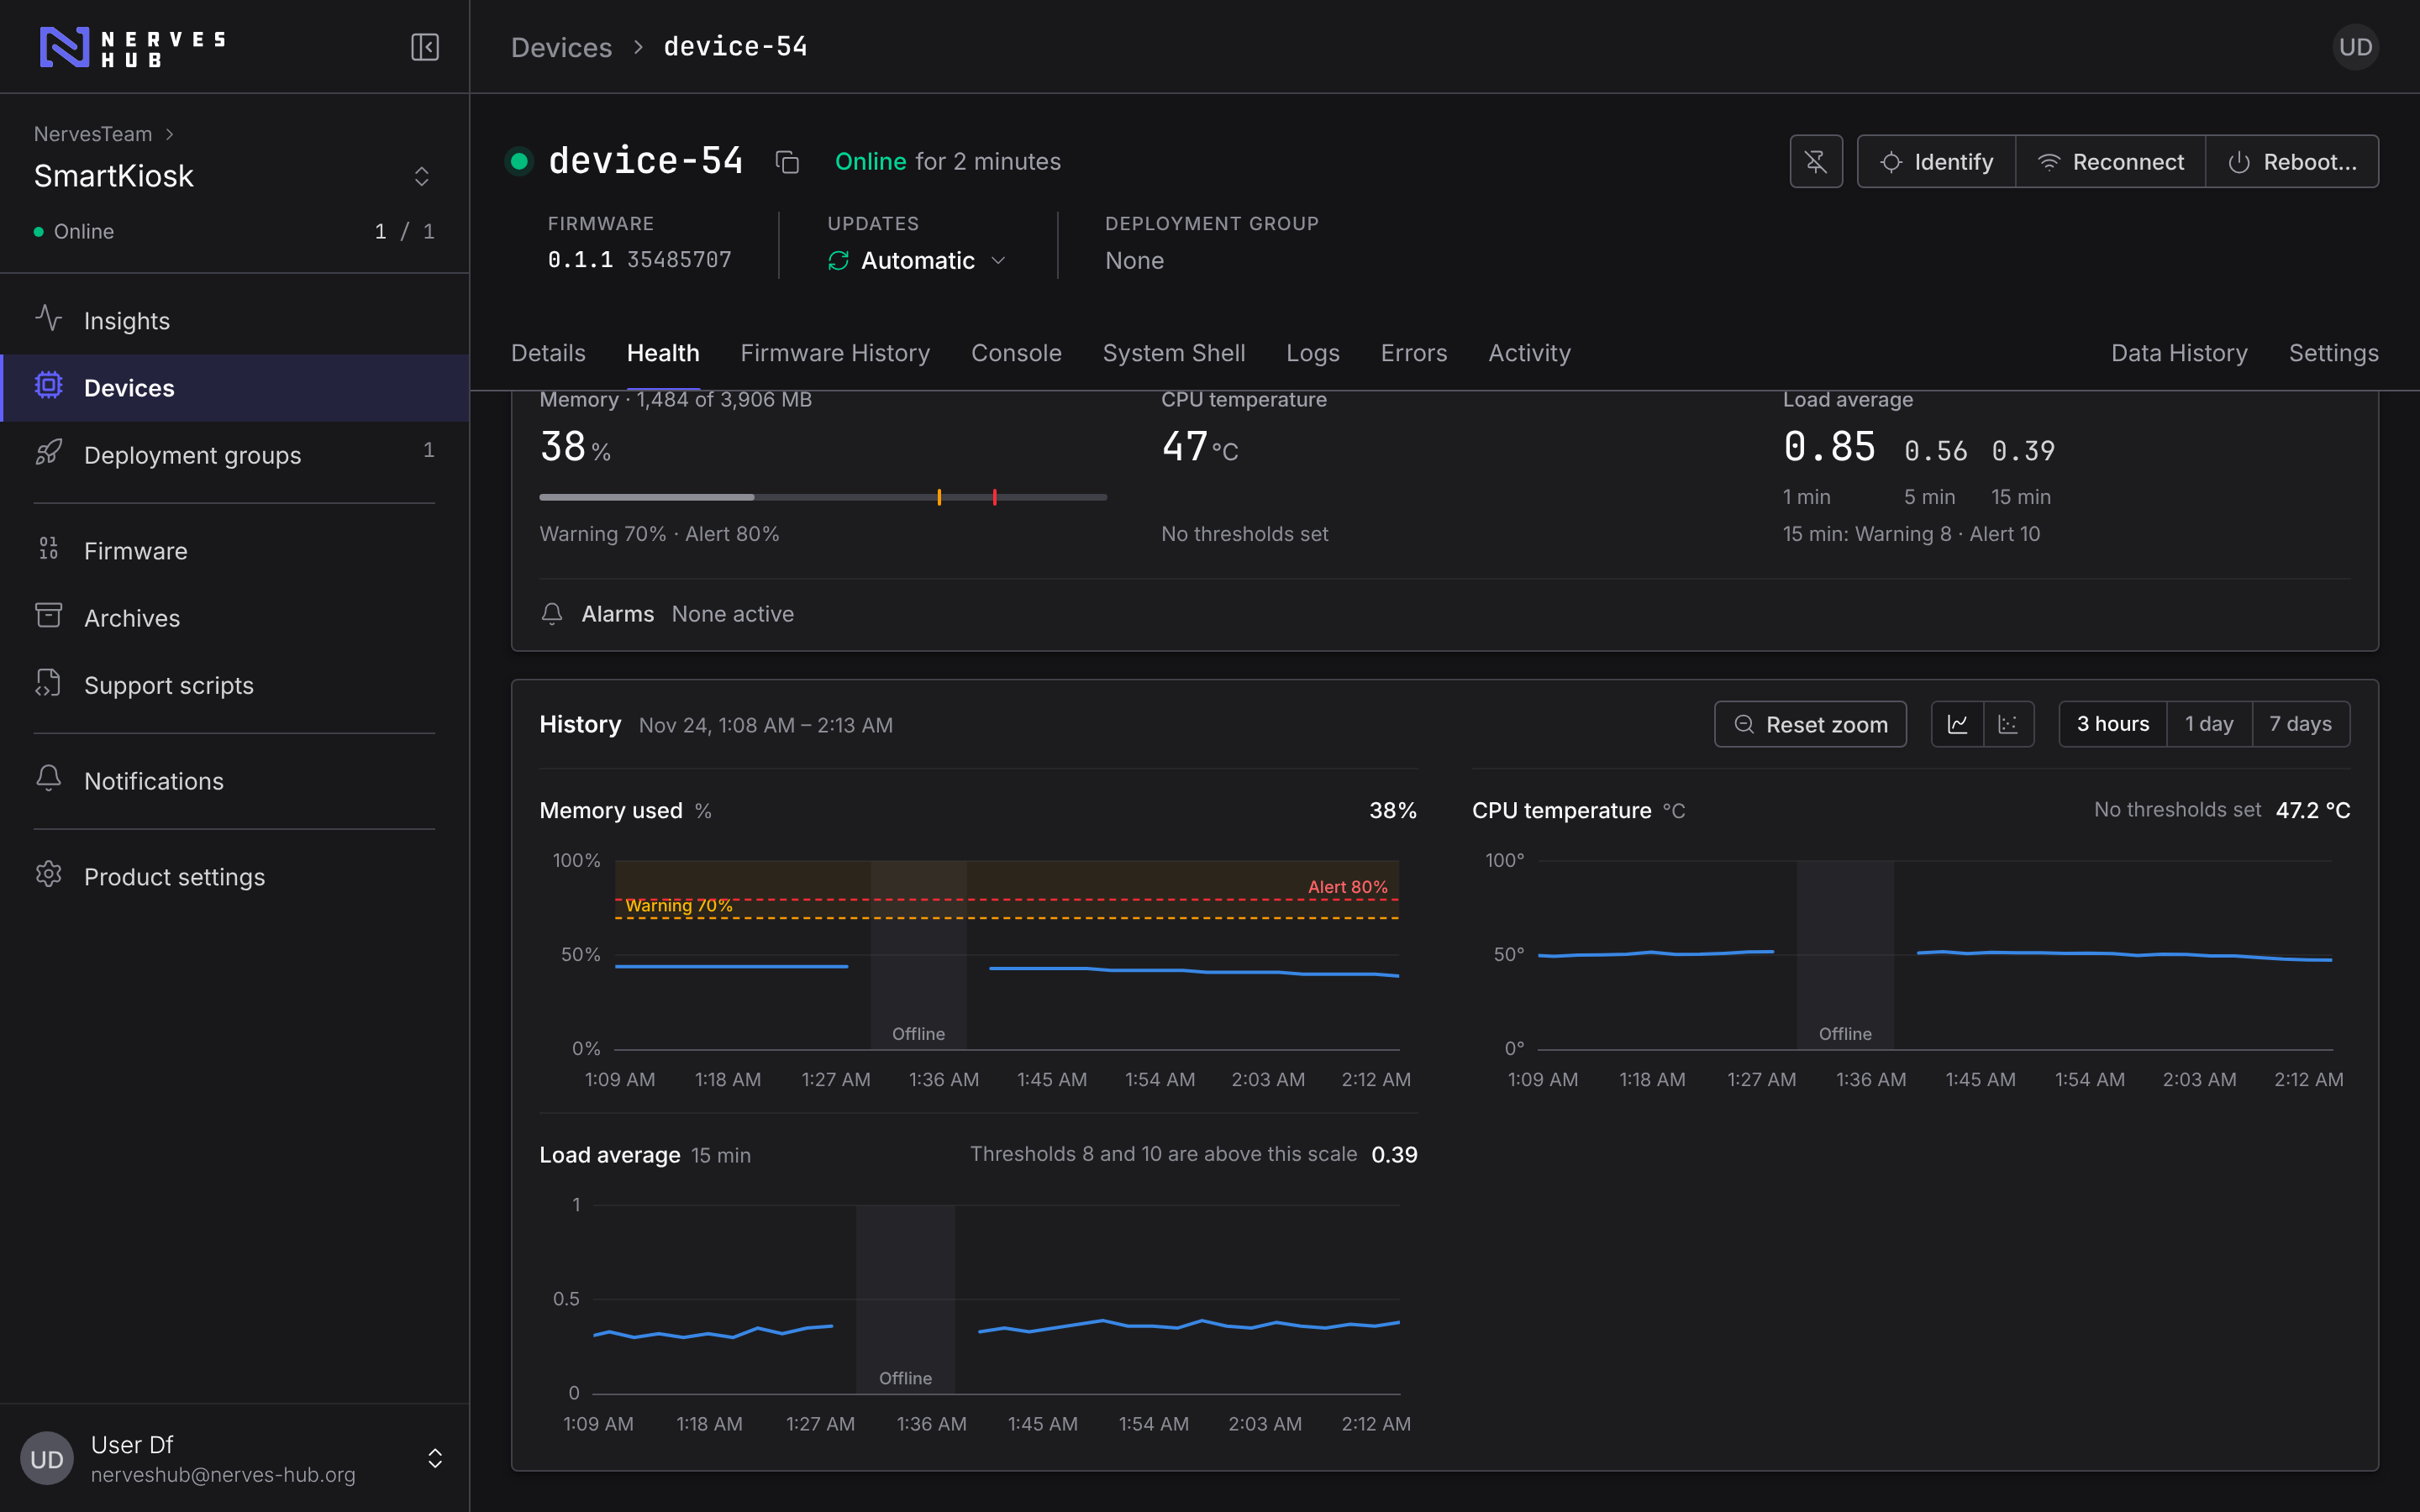 NERVES
HUB
Devices > device-54
UD
NervesTeam >
SmartKiosk
Online 1 / 1
Insights
Devices
Deployment groups 1
Firmware
Archives
Support scripts
Notifications
Product settings
UD
User Df
nerveshub@nerves-hub.org
device-54 Online for 2 minutes
Identify Reconnect Reboot...
FIRMWARE UPDATES DEPLOYMENT GROUP
0.1.1 35485707 Automatic None
Details Health Firmware History Console System Shell Logs Errors Activity Data History Settings
Memory · 1,484 of 3,906 MB CPU temperature Load average
38% 47°C 0.85 0.56 0.39
1 min 5 min 15 min
Warning 70% · Alert 80% No thresholds set 15 min: Warning 8 · Alert 10
Alarms None active
History Nov 24, 1:08 AM – 2:13 AM Reset zoom 3 hours 1 day 7 days
Memory used % 38%
100%
50%
0%
Alert 80%
Warning 70%
Offline
1:09 AM 1:18 AM 1:27 AM 1:36 AM 1:45 AM 1:54 AM 2:03 AM 2:12 AM
CPU temperature °C No thresholds set 47.2 °C
100°
50°
0°
Offline
1:09 AM 1:18 AM 1:27 AM 1:36 AM 1:45 AM 1:54 AM 2:03 AM 2:12 AM
Load average 15 min Thresholds 8 and 10 are above this scale 0.39
1
0.5
0
Offline
1:09 AM 1:18 AM 1:27 AM 1:36 AM 1:45 AM 1:54 AM 2:03 AM 2:12 AM